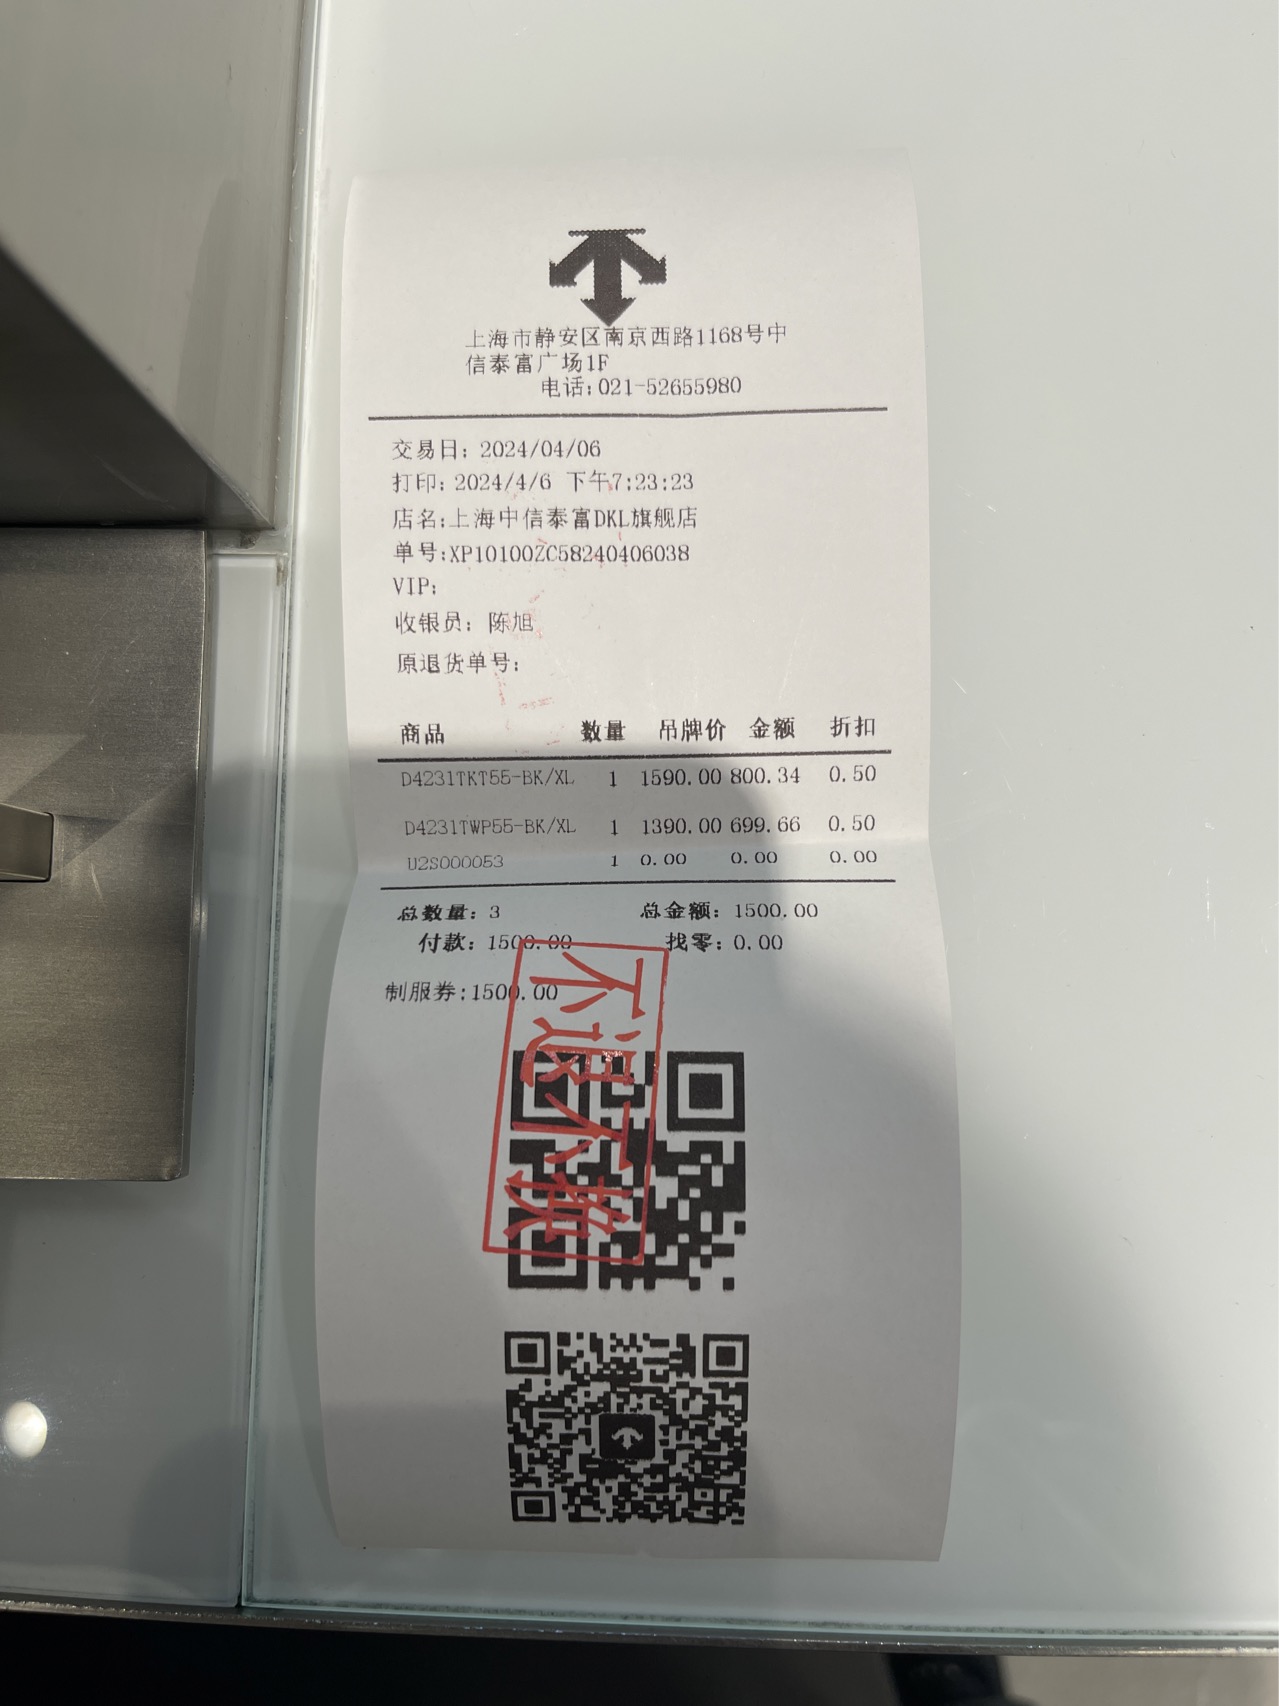 上海市静安区南京西路1168号中
信泰富广场1F
电话:021-52655980
交易日: 2024/04/06
打印: 2024/4/6 下午7:23:23
店名:上海中信泰富DKL旗舰店
单号:XP10100ZC58240406038
VIP:
收银员: 陈旭
原退货单号:
商品 数量 吊牌价 金额 折扣
D4231TKT55-BK/XL 1 1590.00 800.34 0.50
D4231TWP55-BK/XL 1 1390.00 699.66 0.50
U2S000053 1 0.00 0.00 0.00
总数量: 3 总金额: 1500.00
付款: 1500.00 找零: 0.00
制服券:1500.00
不退不换